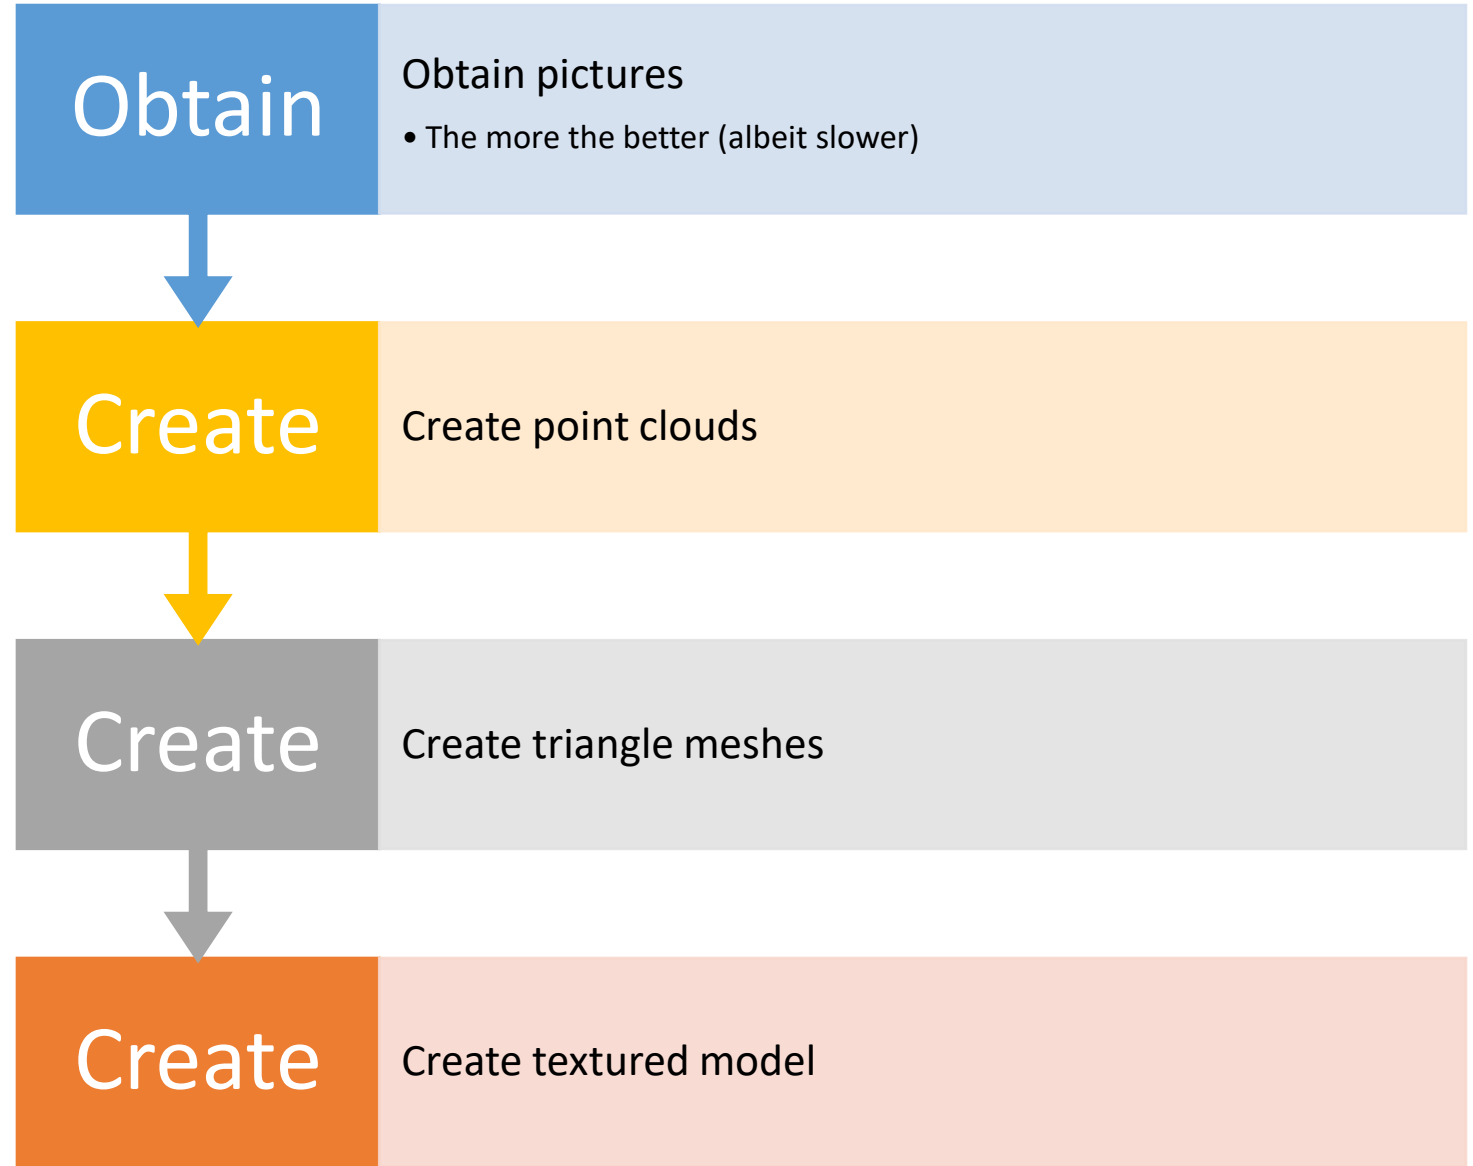 Obtain
Obtain pictures
• The more the better (albeit slower)
Create
Create point clouds
Create
Create triangle meshes
Create
Create textured model